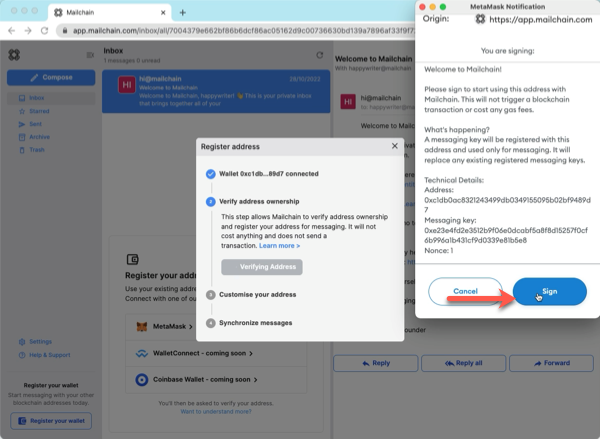 Mailchain
app.mailchain.com/inbox/all/7004379e662bf86b6dcf86ac05162d9c00736630bd139a7896af33f9f7
Mailchain
Compose
Inbox
Starred
Sent
Archive
Trash
Settings
Help & Support
Register your wallet
Start messaging with your other blockchain addresses today.
Register your wallet
Inbox
1 messages 0 unread
HI
hi@mailchain
28/10/2022
Welcome to Mailchain
Welcome to Mailchain, happywriter@mailchain! This is your private inbox that brings together all of you!
Register your addr
Use your existing addre
Connect with one of ou
MetaMask >
WalletConnect - coming soon >
Coinbase Wallet - coming soon >
You'll then be asked to verify your address.
Want to understand more?
Welcome to Mailchain
With happywriter@mailchain
HI
hi@mailchain
Welcome to Mailc
ounder
Reply
Reply all
Forward
Register address
Wallet 0xc1db...89d7 connected
Verify address ownership
This step allows Mailchain to verify address ownership
and register your address for messaging. It will not
cost anything and does not send a
transaction. Learn more >
Verifying Address
3
Customise your address
4
Synchronize messages
MetaMask Notification
Origin:
https://app.mailchain.com
You are signing:
Welcome to Mailchain!
Please sign to start using this address with
Mailchain. This will not trigger a blockchain
transaction or cost any gas fees.
What's happening?
A messaging key will be registered with this
address and used only for messaging. It will
replace any existing registered messaging keys.
Technical Details:
Address:
0xc1db0ac8321243499db0349155095b02bf9489d
7
Messaging key:
0xe23e4fd2e3512b9f06e0dcabf5a8f8d15257f0cf
6b996a1b431cf9d0339e81b6e8
Nonce: 1
Cancel
Sign